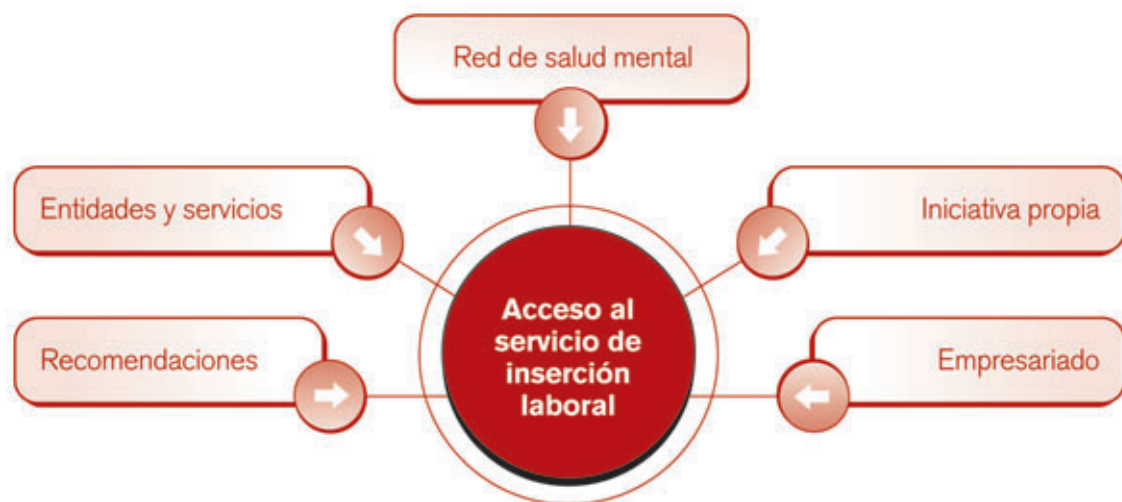 Red de salud mental
Entidades y servicios
Iniciativa propia
Recomendaciones
Empresariado
Acceso al
servicio de
inserción
laboral